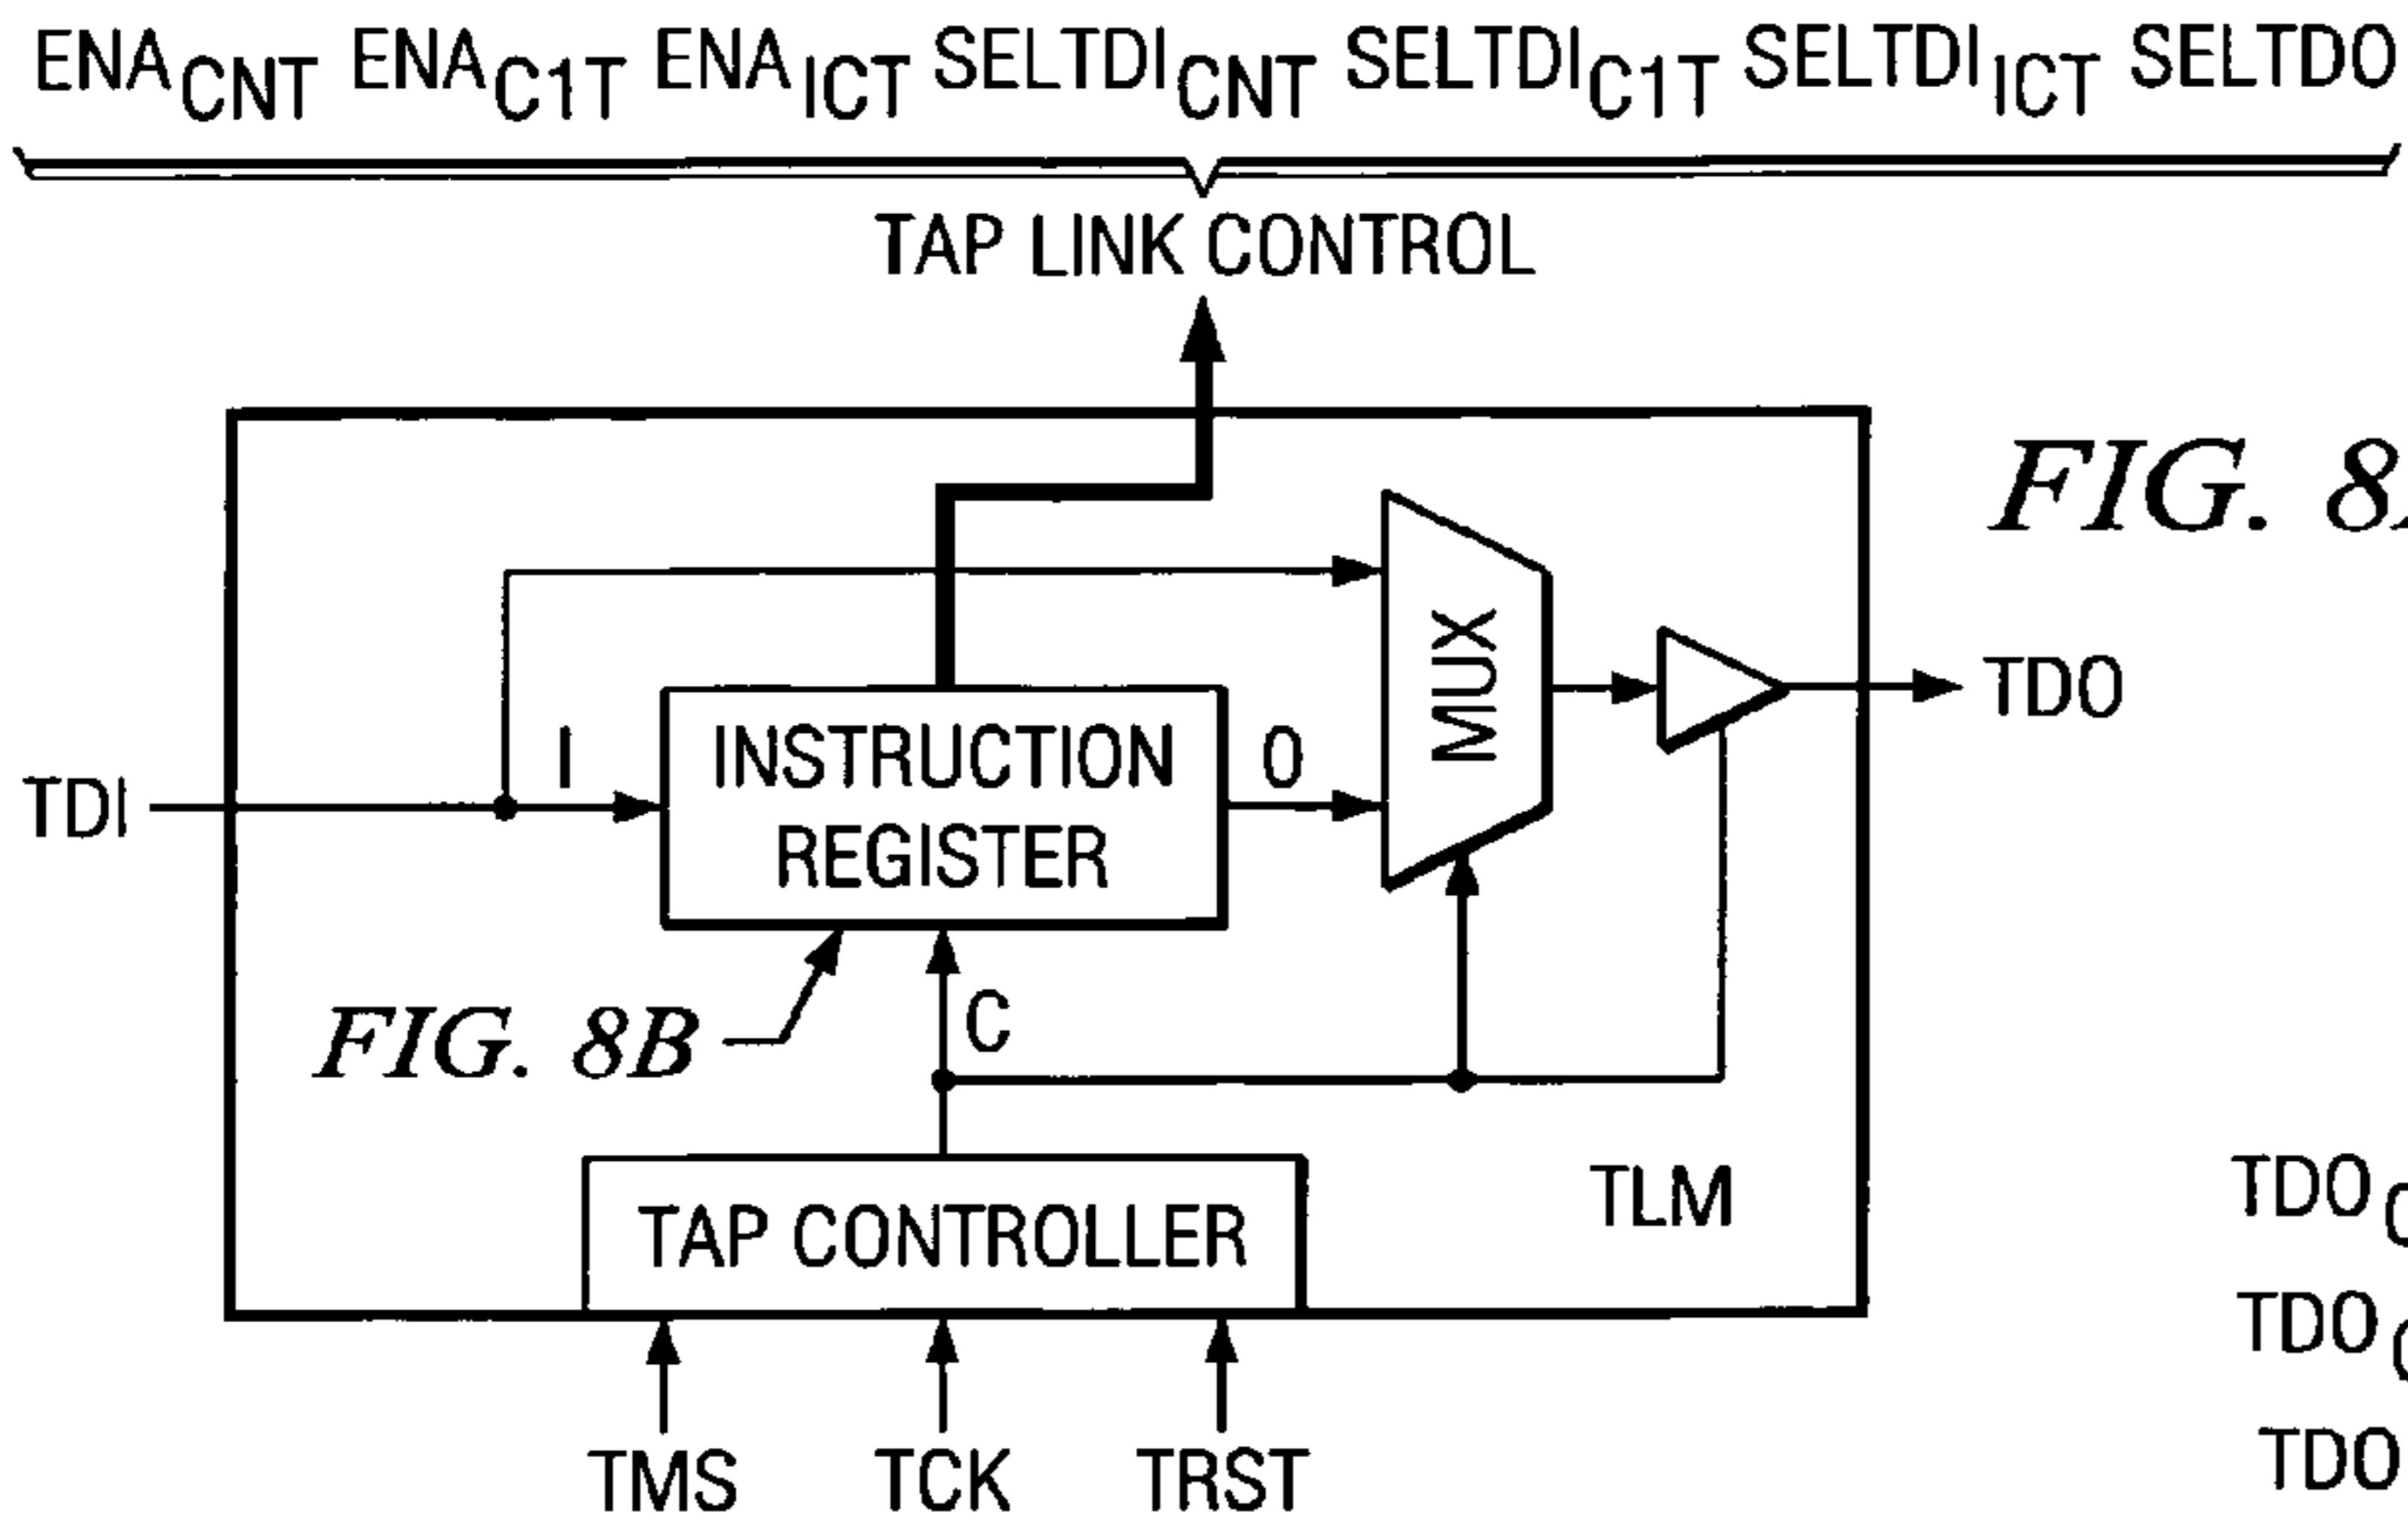 ENACNT ENAC1T ENAICT SELTDICNT SELTDIC1T SELTDIICT SELTDO
TAP LINK CONTROL
FIG. 8
MUX
TDO
I
INSTRUCTION
REGISTER
O
TDI
FIG. 8B
C
TLM
TAP CONTROLLER
TDO
TDO
TDO
TMS TCK TRST